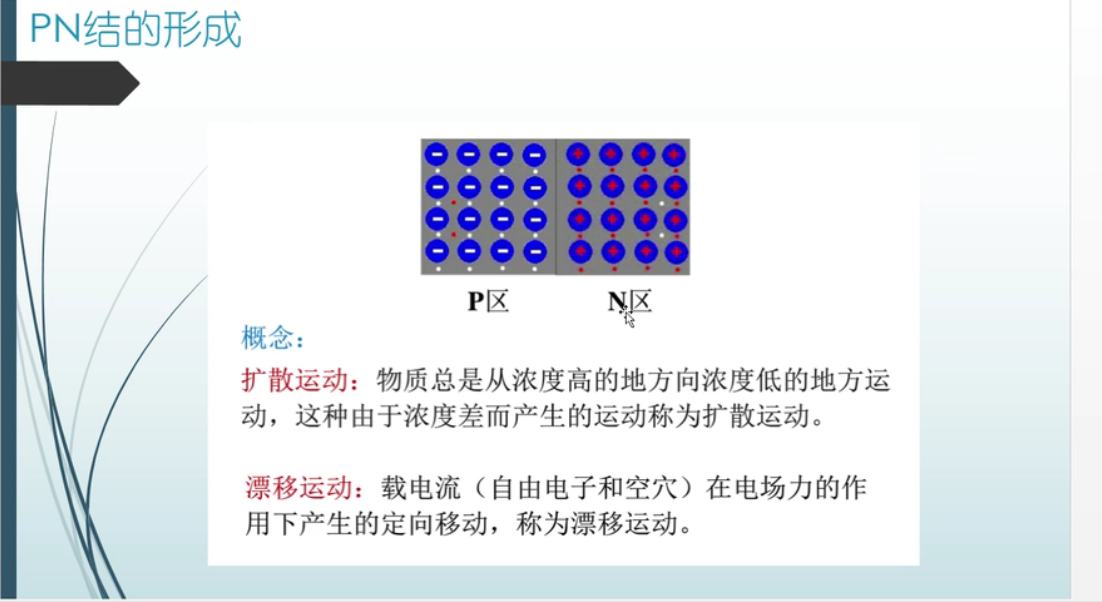 PN结的形成
P区 N区
概念：
扩散运动：物质总是从浓度高的地方向浓度低的地方运
动，这种由于浓度差而产生的运动称为扩散运动。
漂移运动：载电流（自由电子和空穴）在电场力的作
用下产生的定向移动，称为漂移运动。